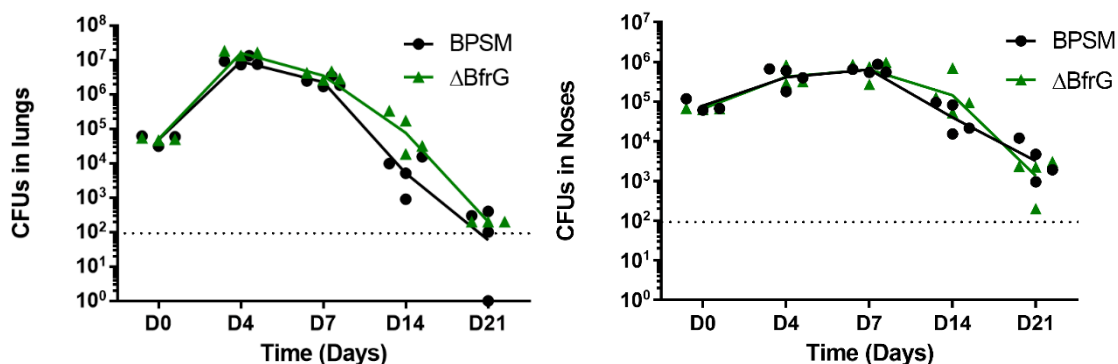 CFUs in lungs
10⁸
10⁷
10⁶
10⁵
10⁴
10³
10²
10¹
10⁰
BPSM
ΔBfrG
D0 D4 D7 D14 D21
Time (Days)
CFUs in Noses
10⁷
10⁶
10⁵
10⁴
10³
10²
10¹
10⁰
BPSM
ΔBfrG
D0 D4 D7 D14 D21
Time (Days)